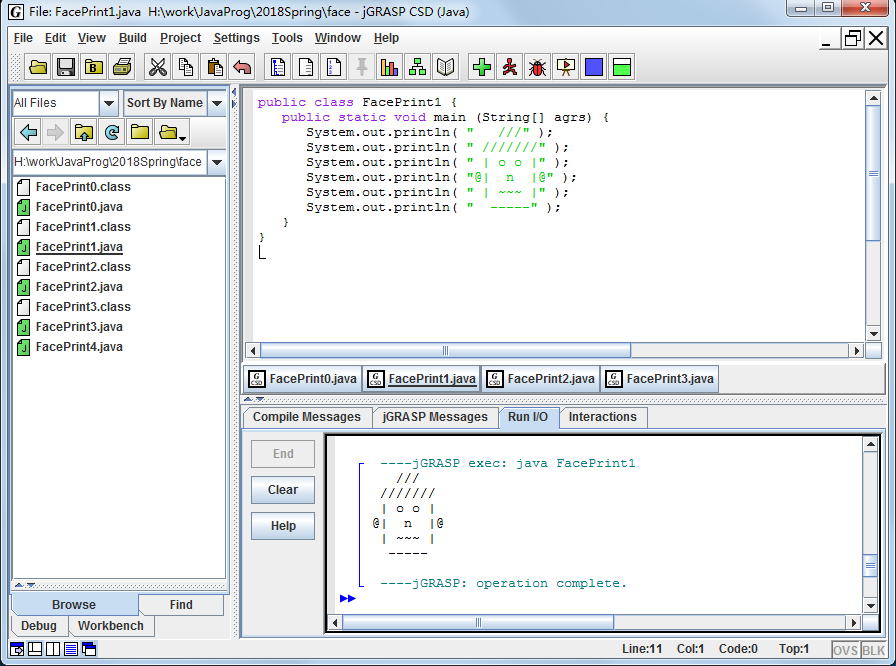 File: FacePrint1.java  H:\work\JavaProg\2018Spring\face - jGRASP CSD (Java)
File Edit View Build Project Settings Tools Window Help
All Files Sort By Name
H:\work\JavaProg\2018Spring\face
FacePrint0.class
FacePrint0.java
FacePrint1.class
FacePrint1.java
FacePrint2.class
FacePrint2.java
FacePrint3.class
FacePrint3.java
FacePrint4.java
Browse Find
Debug Workbench
public class FacePrint1 {
   public static void main (String[] agrs) {
      System.out.println( "   ///" );
      System.out.println( " ///////" );
      System.out.println( " | o o |" );
      System.out.println( "@|  n  |@" );
      System.out.println( " | ~~~ |" );
      System.out.println( "  -----" );
   }
}
FacePrint0.java FacePrint1.java FacePrint2.java FacePrint3.java
Compile Messages jGRASP Messages Run I/O Interactions
End
Clear
Help
----jGRASP exec: java FacePrint1
   ///
 ///////
 | o o |
@|  n  |@
 | ~~~ |
  -----
----jGRASP: operation complete.
Line:11 Col:1 Code:0 Top:1 OVS BLK